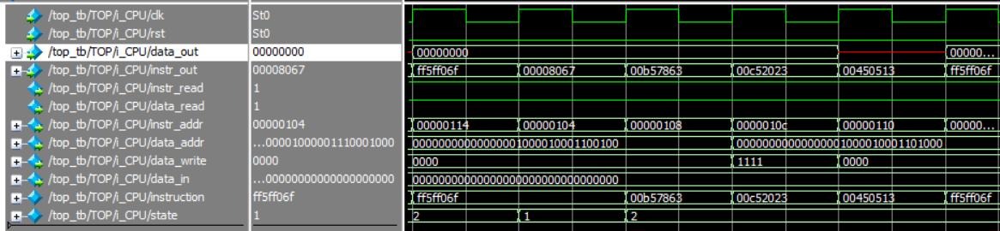 /top_tb/TOP/i_CPU/clk St0
/top_tb/TOP/i_CPU/rst St0
/top_tb/TOP/i_CPU/data_out 00000000 00000000 00000...
/top_tb/TOP/i_CPU/instr_out 00008067 ff5ff06f 00008067 00b57863 00c52023 00450513 ff5ff06f
/top_tb/TOP/i_CPU/instr_read 1
/top_tb/TOP/i_CPU/data_read 1
/top_tb/TOP/i_CPU/instr_addr 00000104 00000114 00000104 00000108 0000010c 00000110 00000...
/top_tb/TOP/i_CPU/data_addr ...00001000001110001000 00000000000000001000010001100100 00000000000000001000010001101000
/top_tb/TOP/i_CPU/data_write 0000 0000 1111 0000
/top_tb/TOP/i_CPU/data_in ...00000000000000000000 00000000000000000000000000000000
/top_tb/TOP/i_CPU/instruction ff5ff06f ff5ff06f 00b57863 00c52023 00450513 ff5ff06f
/top_tb/TOP/i_CPU/state 1 2 1 2